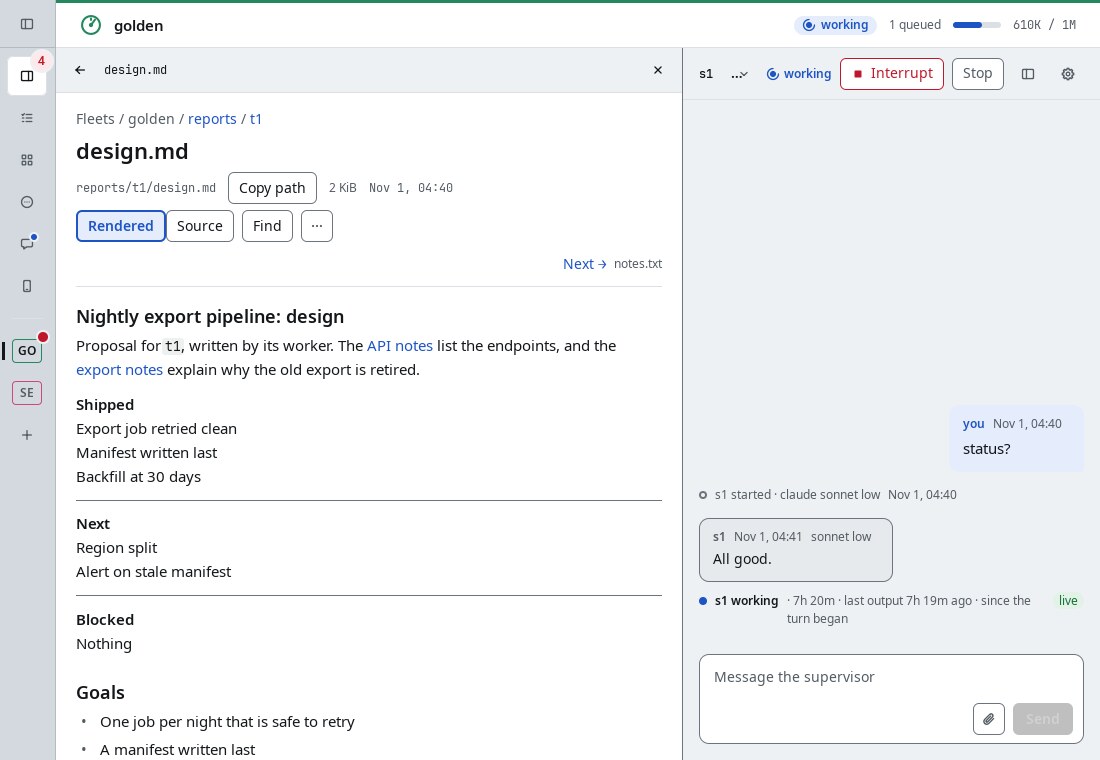 golden
working
1 queued
610K / 1M
4
design.md
s1
...
working
Interrupt
Stop
Fleets / golden / reports / t1
design.md
reports/t1/design.md
Copy path
2 KiB
Nov 1, 04:40
Rendered
Source
Find
...
Next → notes.txt
Nightly export pipeline: design
Proposal for t1, written by its worker. The API notes list the endpoints, and the
export notes explain why the old export is retired.
Shipped
Export job retried clean
Manifest written last
Backfill at 30 days
Next
Region split
Alert on stale manifest
Blocked
Nothing
Goals
• One job per night that is safe to retry
• A manifest written last
GO
SE
you Nov 1, 04:40
status?
s1 started · claude sonnet low Nov 1, 04:40
s1 Nov 1, 04:41 sonnet low
All good.
s1 working · 7h 20m · last output 7h 19m ago · since the
turn began
live
Message the supervisor
Send